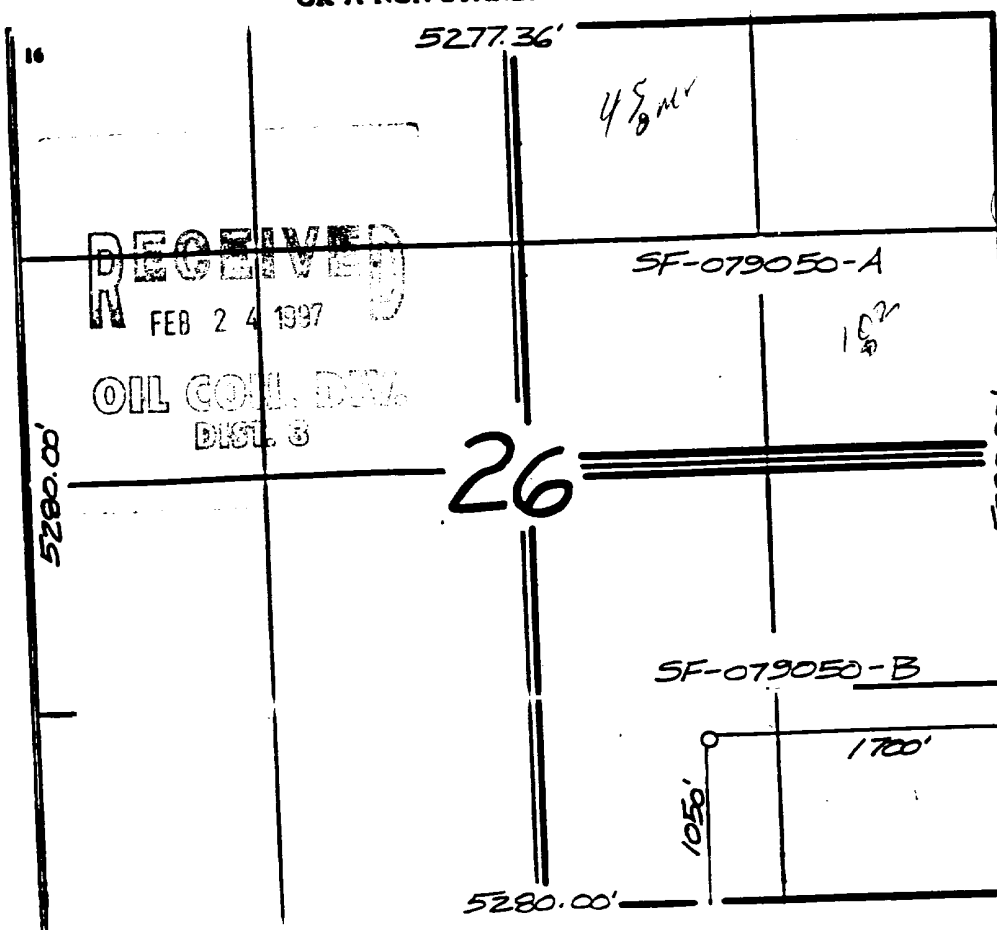 5277.36'
16
SF-079050-A
RECEIVED
FEB 24 1997
OIL CON. DIV.
DIST. 3
5280.00'
26
SF-079050-B
1700'
1050'
5280.00'